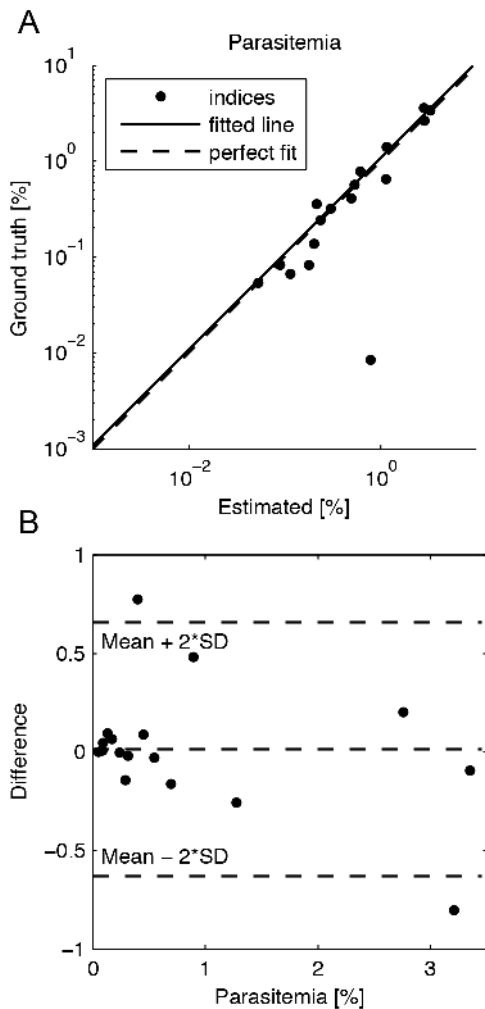 A
Parasitemia
10^1
10^0
10^-1
10^-2
10^-3
Ground truth [%]
indices
fitted line
perfect fit
10^-2
10^0
Estimated [%]
B
1
0.5
0
−0.5
−1
Difference
Mean + 2*SD
Mean − 2*SD
0
1
2
3
Parasitemia [%]